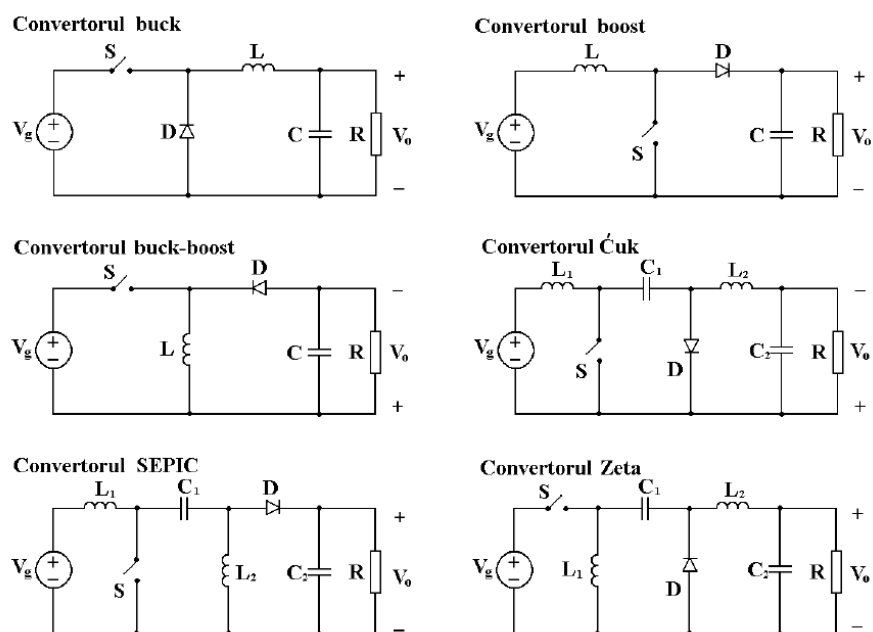 Convertorul buck
S
L
+
Vg
+
−
D
C
R
Vo
−
Convertorul boost
L
D
+
Vg
+
−
S
C
R
Vo
−
Convertorul buck-boost
S
D
−
Vg
+
−
L
C
R
Vo
+
Convertorul Ćuk
L1
C1
L2
−
Vg
+
−
S
D
C2
R
Vo
+
Convertorul SEPIC
L1
C1
D
+
Vg
+
−
S
L2
C2
R
Vo
−
Convertorul Zeta
S
C1
L2
+
Vg
+
−
L1
D
C2
R
Vo
−